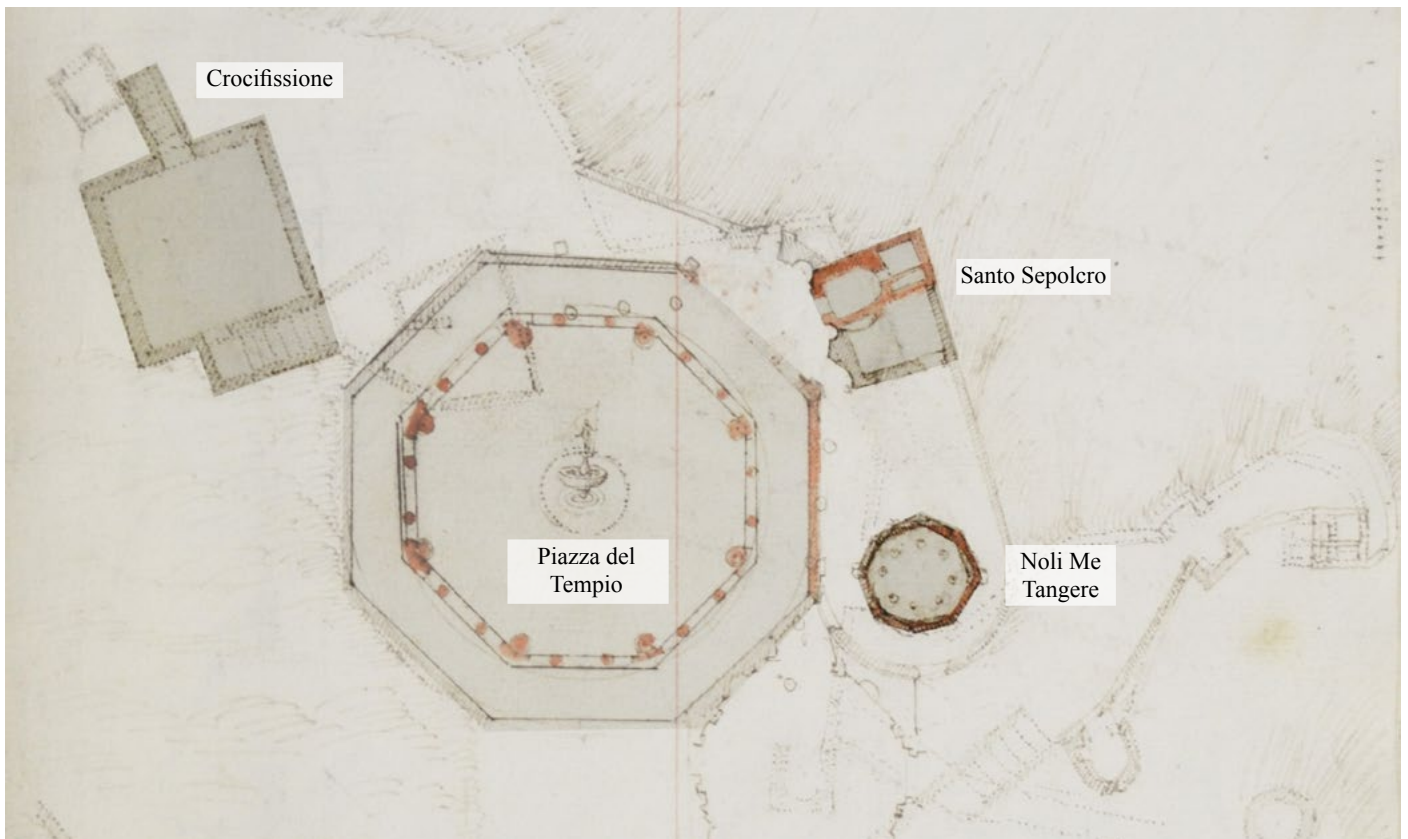 Crocifissione
Santo Sepolcro
Piazza del
Tempio
Noli Me
Tangere